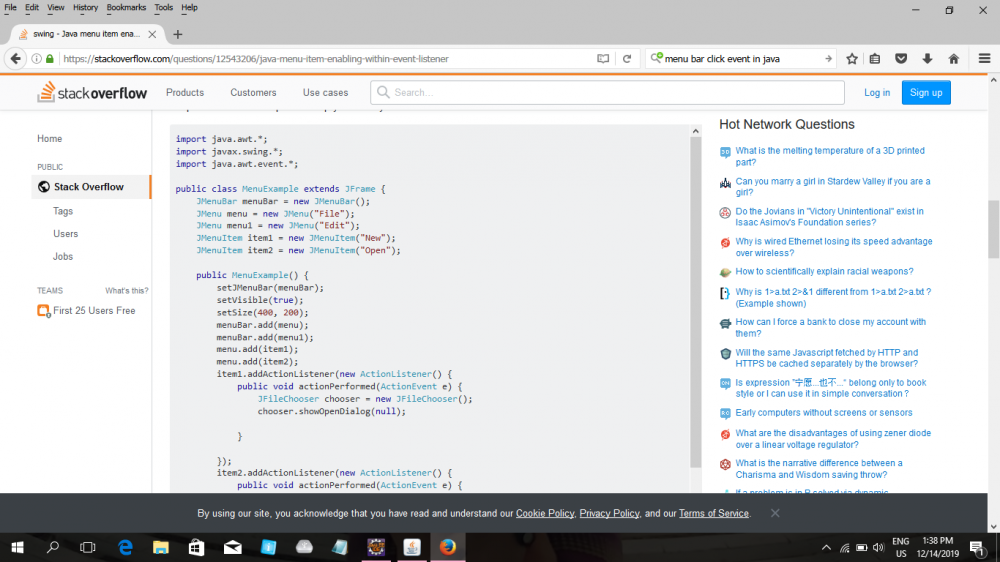 File Edit View History Bookmarks Tools Help
swing - Java menu item ena...
https://stackoverflow.com/questions/12543206/java-menu-item-enabling-within-event-listener
menu bar click event in java
stackoverflow
Products Customers Use cases
Search...
Log in Sign up
Home
PUBLIC
Stack Overflow
Tags
Users
Jobs
TEAMS What's this?
First 25 Users Free
import java.awt.*;
import javax.swing.*;
import java.awt.event.*;
public class MenuExample extends JFrame {
JMenuBar menuBar = new JMenuBar();
JMenu menu = new JMenu("File");
JMenu menu1 = new JMenu("Edit");
JMenuItem item1 = new JMenuItem("New");
JMenuItem item2 = new JMenuItem("Open");
public MenuExample() {
setJMenuBar(menuBar);
setVisible(true);
setSize(400, 200);
menuBar.add(menu);
menuBar.add(menu1);
menu.add(item1);
menu.add(item2);
item1.addActionListener(new ActionListener() {
public void actionPerformed(ActionEvent e) {
JFileChooser chooser = new JFileChooser();
chooser.showOpenDialog(null);
}
});
item2.addActionListener(new ActionListener() {
public void actionPerformed(ActionEvent e) {
Hot Network Questions
What is the melting temperature of a 3D printed
part?
Can you marry a girl in Stardew Valley if you are a
girl?
Do the Jovians in "Victory Unintentional" exist in
Isaac Asimov's Foundation series?
Why is wired Ethernet losing its speed advantage
over wireless?
How to scientifically explain racial weapons?
Why is 1>a.txt 2>&1 different from 1>a.txt 2>a.txt ?
(Example shown)
How can I force a bank to close my account with
them?
Will the same Javascript fetched by HTTP and
HTTPS be cached separately by the browser?
Is expression "宁愿...也不..." belong only to book
style or I can use it in simple conversation ?
Early computers without screens or sensors
What are the disadvantages of using zener diode
over a linear voltage regulator?
What is the narrative difference between a
Charisma and Wisdom saving throw?
If a problem is in P solved via dynamic
By using our site, you acknowledge that you have read and understand our Cookie Policy, Privacy Policy, and our Terms of Service.
ENG
US
1:38 PM
12/14/2019
1